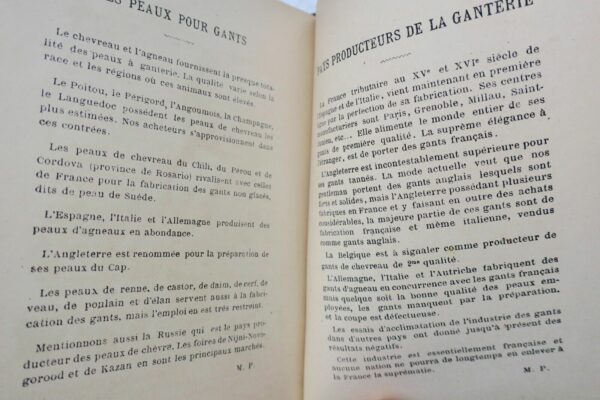 LES PEAUX POUR GANTS
Le chevreau et l'agneau fournissent la presque tota-
lité des peaux à ganterie. La qualité varie selon la
race et les régions où ces animaux sont élevés.
Le Poitou, le Périgord, l'Angoumois, la champagne,
le Languedoc possèdent les peaux de chevreau les
plus estimées. Nos acheteurs s'approvisionnent dans
ces contrées.
Les peaux de chevreau du Chili, du Pérou et de
Cordova (province de Rosario) rivalisent avec celles
de France pour la fabrication des gants non glacés,
dits de peau de Suède.
L'Espagne, l'Italie et l'Allemagne produisent des
peaux d'agneaux en abondance.
L'Angleterre est renommée pour la préparation de
ses peaux du Cap.
Les peaux de renne, de castor, de daim, de cerf, de
veau, de poulain et d'élan servent aussi à la fabri-
cation des gants, mais l'emploi en est très restreint.
Mentionnons aussi la Russie qui est le pays pro-
ducteur des peaux de chèvre. Les foires de Nijni-Novo-
gorood et de Kazan en sont les principaux marchés.
M. P.
PAYS PRODUCTEURS DE LA GANTERIE
La France tributaire au XVe et XVIe siècle de
l'Espagne et de l'Italie, vient maintenant en première
ligne par la perfection de sa fabrication. Ses centres
manufacturiers sont Paris, Grenoble, Millau, Saint-
Junien, etc... Elle alimente le monde entier de ses
gants de première qualité. La suprême élégance à
l'étranger, est de porter des gants français.
L'Angleterre est incontestablement supérieure pour
ses gants tannés. La mode actuelle veut que nos
gentleman portent des gants anglais lesquels sont
forts et solides, mais l'Angleterre possédant plusieurs
fabriques en France et y faisant en outre des achats
considérables, la majeure partie de ces gants sont de
fabrication française et même italienne, vendus
comme gants anglais.
La Belgique est à signaler comme producteur de
gants de chevreau de 2me qualité.
L'Allemagne, l'Italie et l'Autriche fabriquent des
gants d'agneau en concurrence avec les gants français
mais quelque soit la bonne qualité des peaux em-
ployées, les gants manquent par la préparation,
et la coupe est défectueuse.
Les essais d'acclimatation de l'industrie des gants
dans d'autres pays ont donné jusqu'à présent des
résultats négatifs.
Cette industrie est essentiellement française et
aucune nation ne pourra de longtemps en enlever à
la France la suprématie.
M. P.